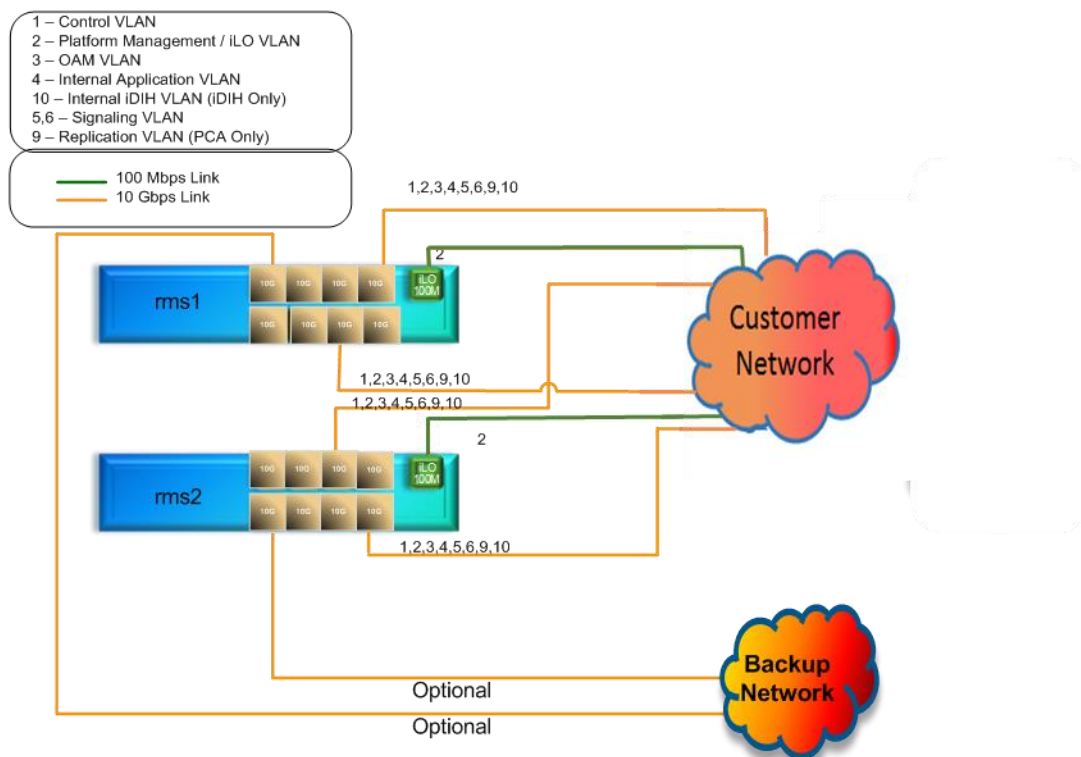 1 – Control VLAN
2 – Platform Management / iLO VLAN
3 – OAM VLAN
4 – Internal Application VLAN
10 – Internal iDIH VLAN (iDIH Only)
5,6 – Signaling VLAN
9 – Replication VLAN (PCA Only)
100 Mbps Link
10 Gbps Link
1,2,3,4,5,6,9,10
2
rms1
10G 10G 10G 10G
iLO
100M
10G 10G 10G 10G
Customer
Network
1,2,3,4,5,6,9,10
1,2,3,4,5,6,9,10
2
rms2
10G 10G 10G 10G
iLO
100M
10G 10G 10G 10G
1,2,3,4,5,6,9,10
Backup
Network
Optional
Optional